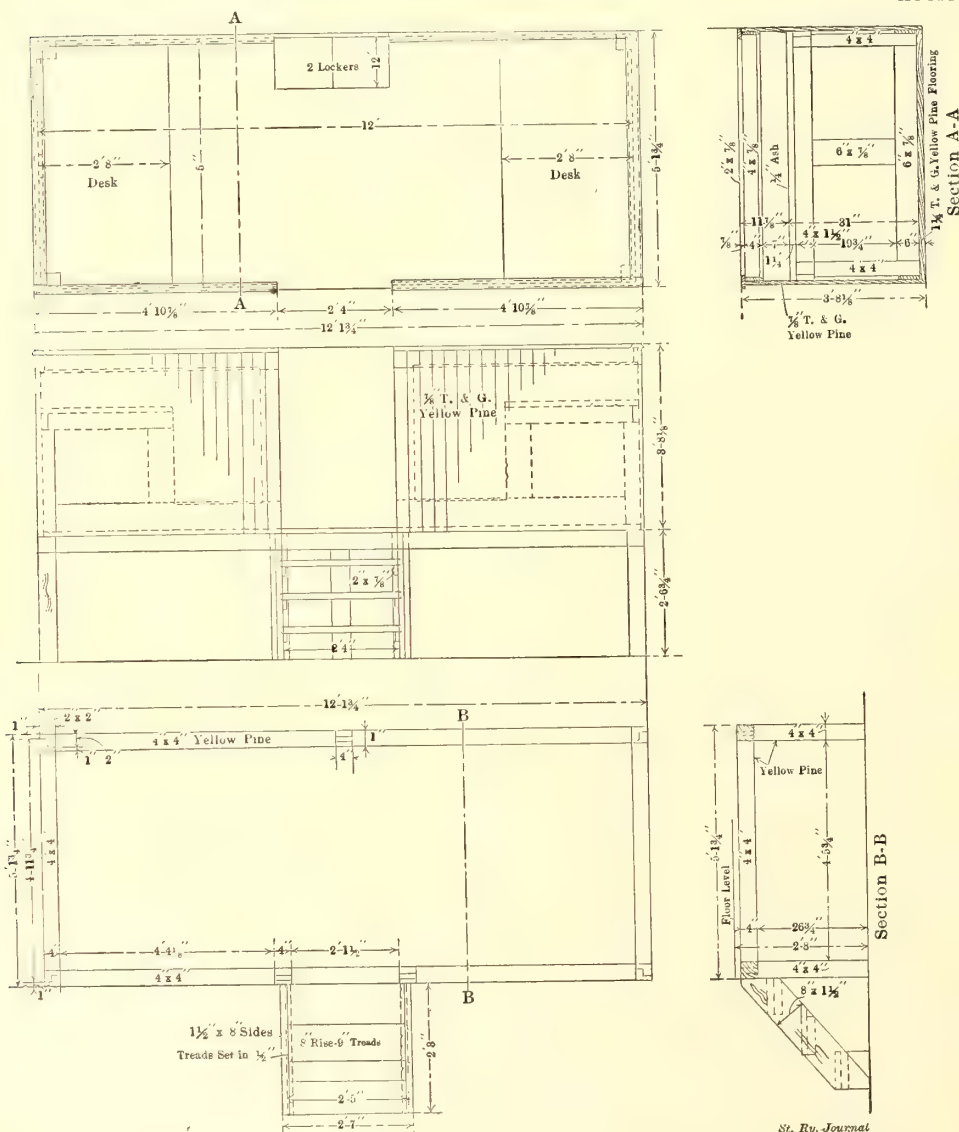 A
2 Lockers
12"
12'
2'8"
Desk
5"
2'8"
Desk
5'-1¾"
A
4'10⅞"
2'4"
4'10⅞"
12'1¾"
4 x 4"
2" x ⅞"
4" x ⅞"
¼" Ash
6" x ⅞"
6" x ⅞"
1¼ T. & G. Yellow Pine Flooring
Section A-A
11⅛"
31"
4" x 1½"
⅞"
4"
7"
19¾"
6"
1¼"
4 x 4"
3'-8⅛"
⅞" T. & G.
Yellow Pine
⅞ T. & G.
Yellow Pine
3'-8⅛"
2" x ⅞"
2'4"
2'-6¾"
12'-1¾"
1"
2 x 2"
4" x 4" Yellow Pine
B
1"
4"
1"
2
5'1¾"
4'-11¾"
4 x 4"
4"
4'-4⅛"
4"
2'-1½"
4" x 4"
1"
B
1½" x 8" Sides
Treads Set in ½"
8" Rise-9" Treads
2'8"
2'-5"
2'-7"
4" x 4"
Yellow Pine
5'-1¾"
Floor Level
4" x 4"
4'-5¾"
Section B-B
4"
26¾"
2'-8"
4" x 4"
8" x 1½"
St. Ry. Journal